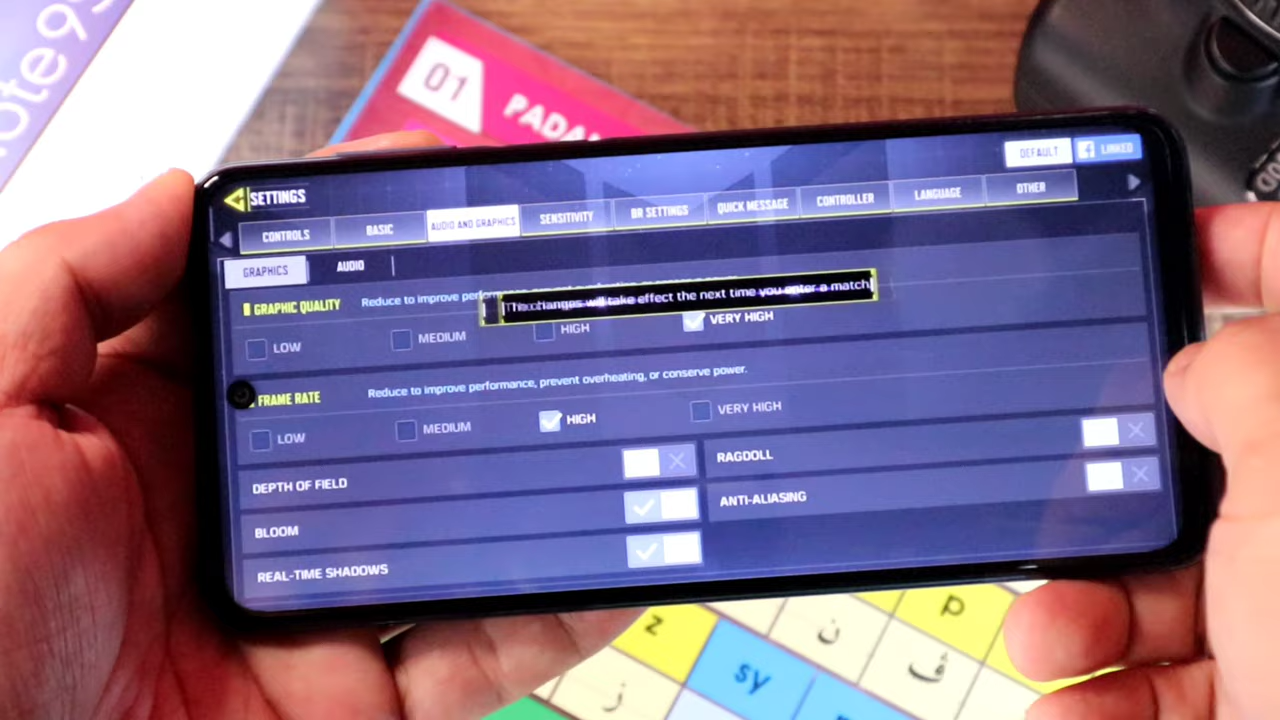 note9s
01
PADA
DEFAULT
LINKED
SETTINGS
CONTROLS
BASIC
AUDIO AND GRAPHICS
SENSITIVITY
BR SETTINGS
QUICK MESSAGE
CONTROLLER
LANGUAGE
OTHER
GRAPHICS
AUDIO
GRAPHIC QUALITY
Reduce to improve performance
The changes will take effect the next time you enter a match
LOW
MEDIUM
HIGH
VERY HIGH
FRAME RATE
Reduce to improve performance, prevent overheating, or conserve power.
LOW
MEDIUM
HIGH
VERY HIGH
DEPTH OF FIELD
RAGDOLL
BLOOM
ANTI-ALIASING
REAL-TIME SHADOWS
z
ز
sy
ن
p
ڤ